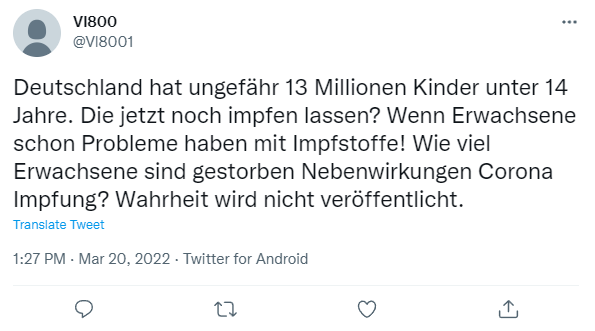 VI800
@VI8001
Deutschland hat ungefähr 13 Millionen Kinder unter 14
Jahre. Die jetzt noch impfen lassen? Wenn Erwachsene
schon Probleme haben mit Impfstoffe! Wie viel
Erwachsene sind gestorben Nebenwirkungen Corona
Impfung? Wahrheit wird nicht veröffentlicht.
Translate Tweet
1:27 PM · Mar 20, 2022 · Twitter for Android